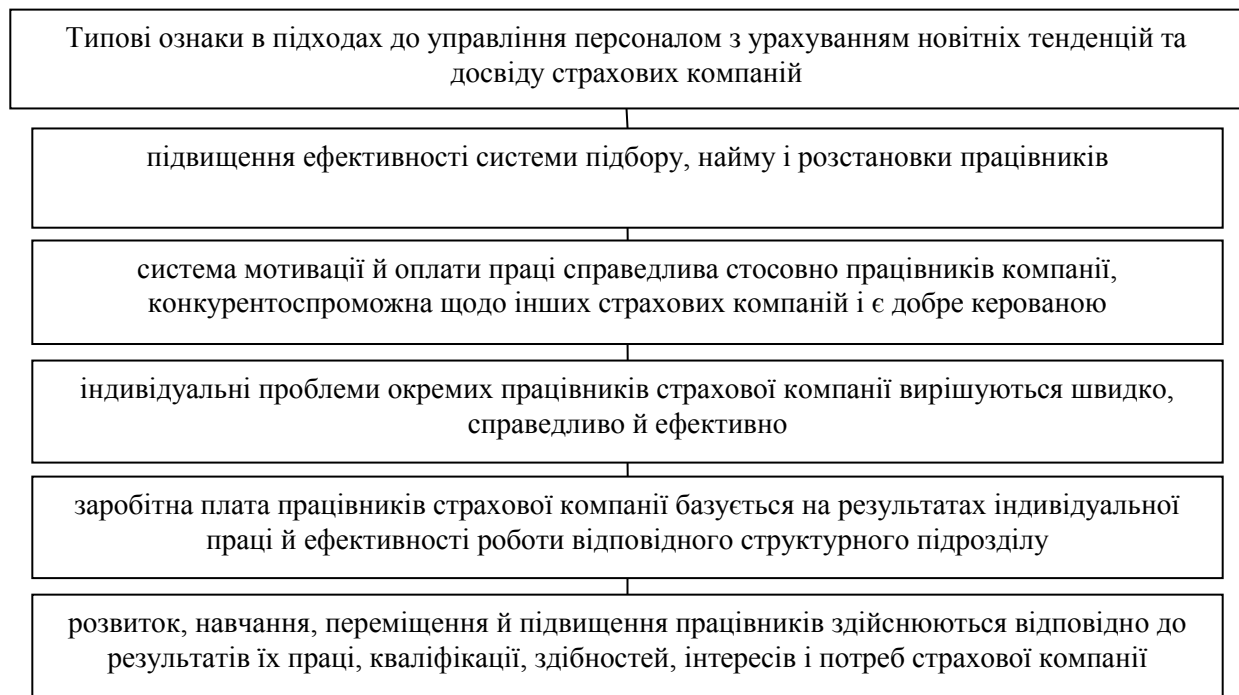 Типові ознаки в підходах до управління персоналом з урахуванням новітніх тенденцій та
досвіду страхових компаній
підвищення ефективності системи підбору, найму і розстановки працівників
система мотивації й оплати праці справедлива стосовно працівників компанії,
конкурентоспроможна щодо інших страхових компаній і є добре керованою
індивідуальні проблеми окремих працівників страхової компанії вирішуються швидко,
справедливо й ефективно
заробітна плата працівників страхової компанії базується на результатах індивідуальної
праці й ефективності роботи відповідного структурного підрозділу
розвиток, навчання, переміщення й підвищення працівників здійснюються відповідно до
результатів їх праці, кваліфікації, здібностей, інтересів і потреб страхової компанії